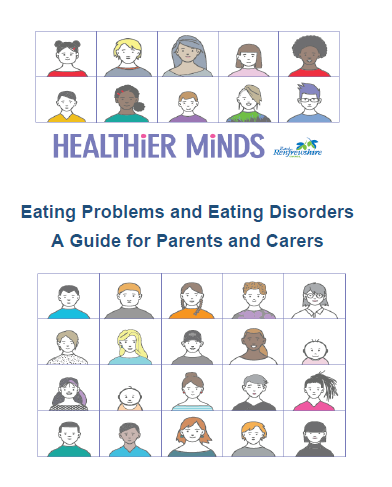 HEALTHiER MiNDS
East
Renfrewshire
Eating Problems and Eating Disorders
A Guide for Parents and Carers